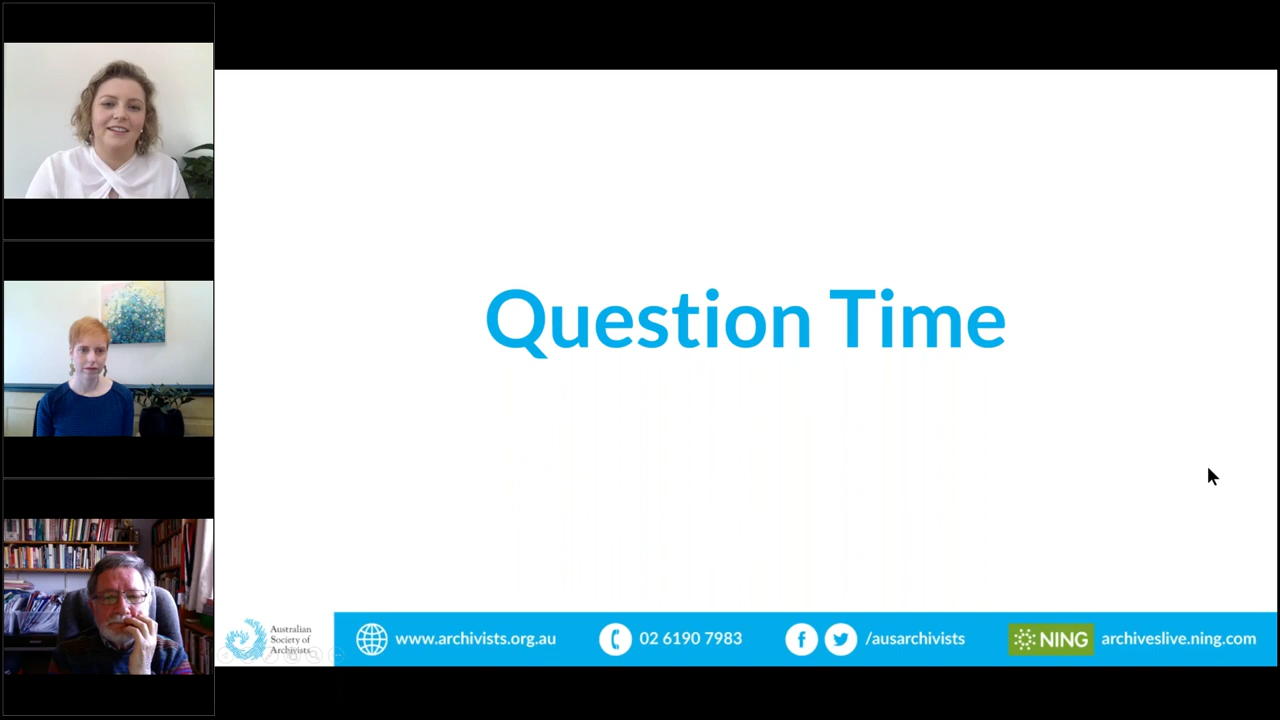 Question Time
Australian
Society of
Archivists
www.archivists.org.au
02 6190 7983
/ausarchivists
NING
archiveslive.ning.com